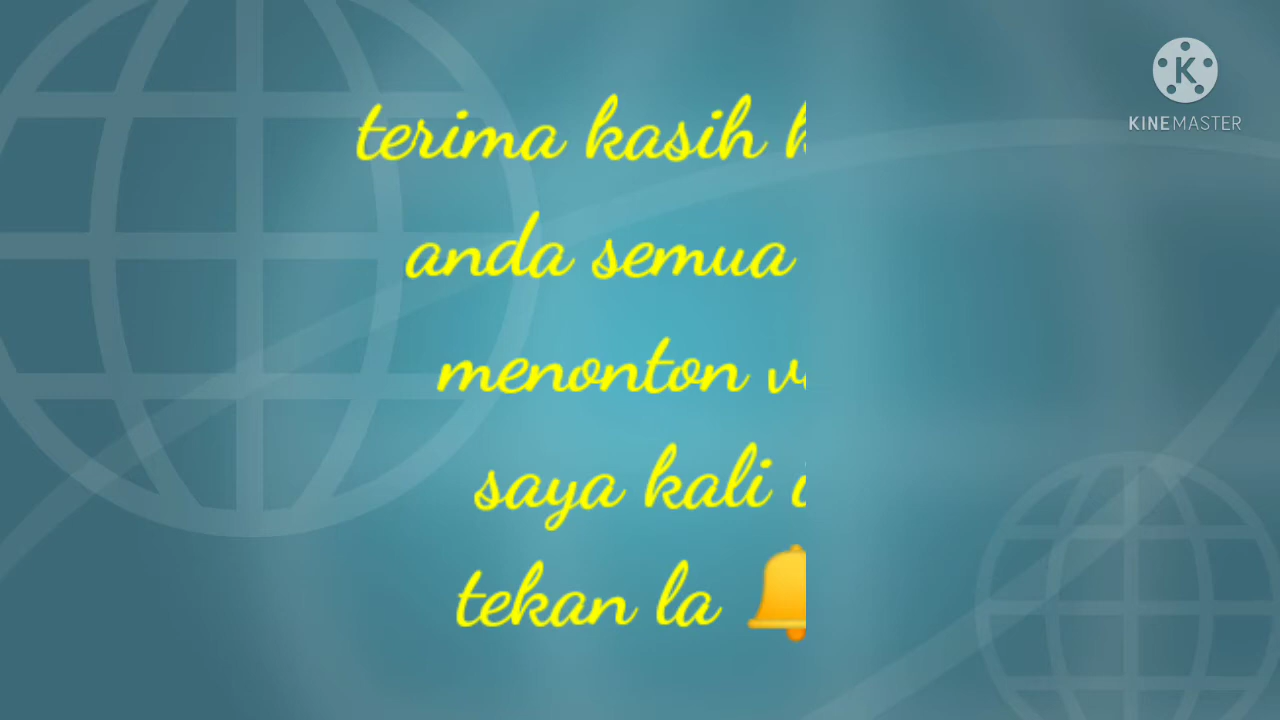 terima kasih
anda semua
menonton
saya kali
tekan la 🔔
KINEMASTER